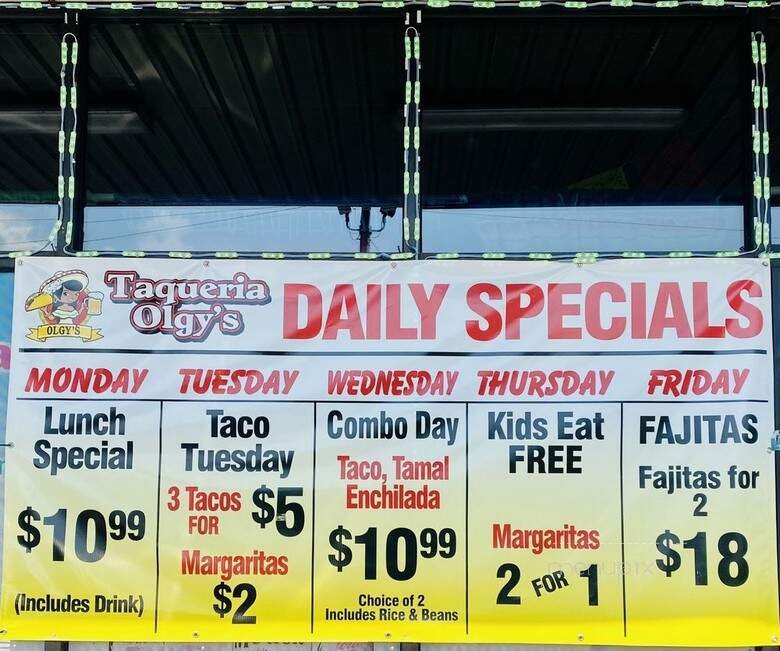 Taqueria
Olgy's
OLGY'S
DAILY SPECIALS
MONDAY
Lunch
Special
$10.99
(Includes Drink)
TUESDAY
Taco
Tuesday
3 Tacos
FOR
$5
Margaritas
$2
WEDNESDAY
Combo Day
Taco, Tamal
Enchilada
$10.99
Choice of 2
Includes Rice & Beans
THURSDAY
Kids Eat
FREE
Margaritas
2 FOR 1
FRIDAY
FAJITAS
Fajitas for
2
$18